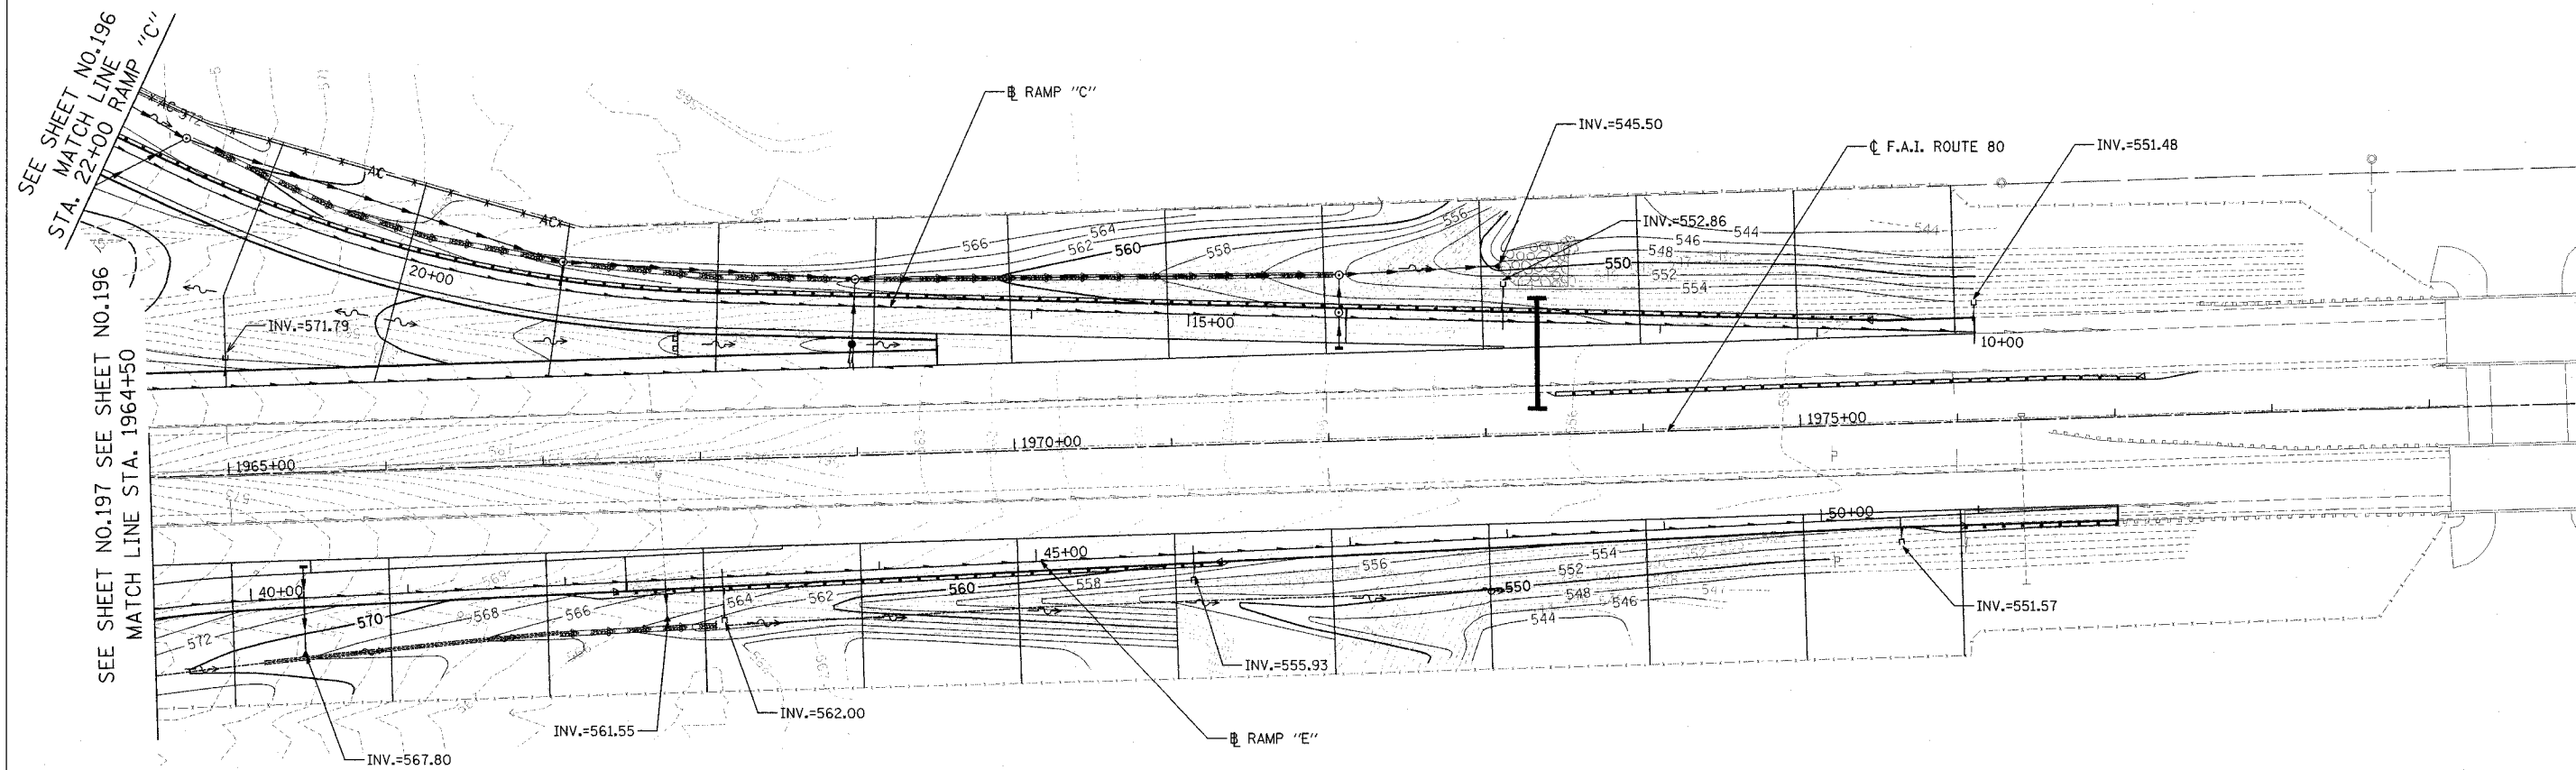 SEE SHEET NO.196
MATCH LINE
STA. 22+00 RAMP "C"
SEE SHEET NO.197 SEE SHEET NO.196
MATCH LINE STA. 1964+50
AC
572
AC
AC
℄ RAMP "C"
INV.=545.50
℄ F.A.I. ROUTE 80
INV.=551.48
INV.=552.86
566
564
562
560
558
556
544
546
548
550
552
554
544
20+00
15+00
10+00
INV.=571.79
1965+00
1970+00
1975+00
40+00
45+00
50+00
572
570
568
566
564
562
560
558
556
554
552
550
548
546
544
INV.=551.57
INV.=555.93
INV.=562.00
INV.=561.55
INV.=567.80
℄ RAMP "E"